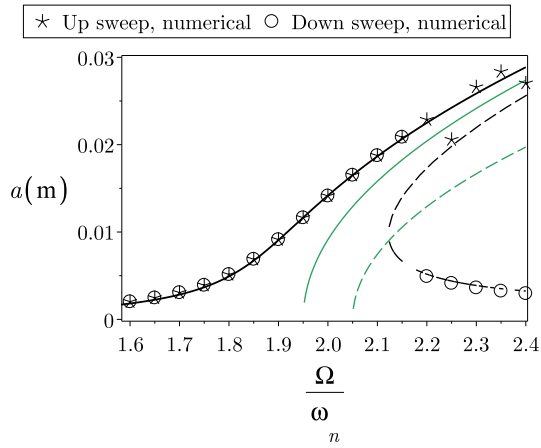 Up sweep, numerical Down sweep, numerical
0.03
0.02
a(m)
0.01
0
1.6 1.7 1.8 1.9 2.0 2.1 2.2 2.3 2.4
Ω
ω
n